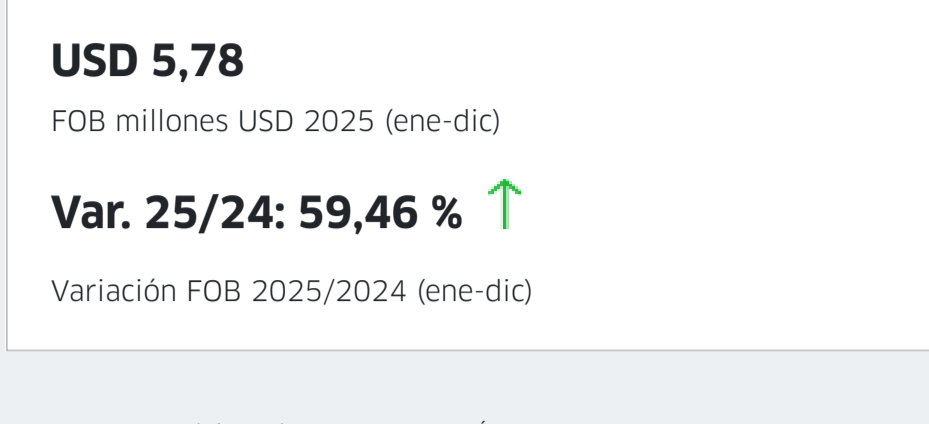 USD 5,78
FOB millones USD 2025 (ene-dic)
Var. 25/24: 59,46 %
Variación FOB 2025/2024 (ene-dic)